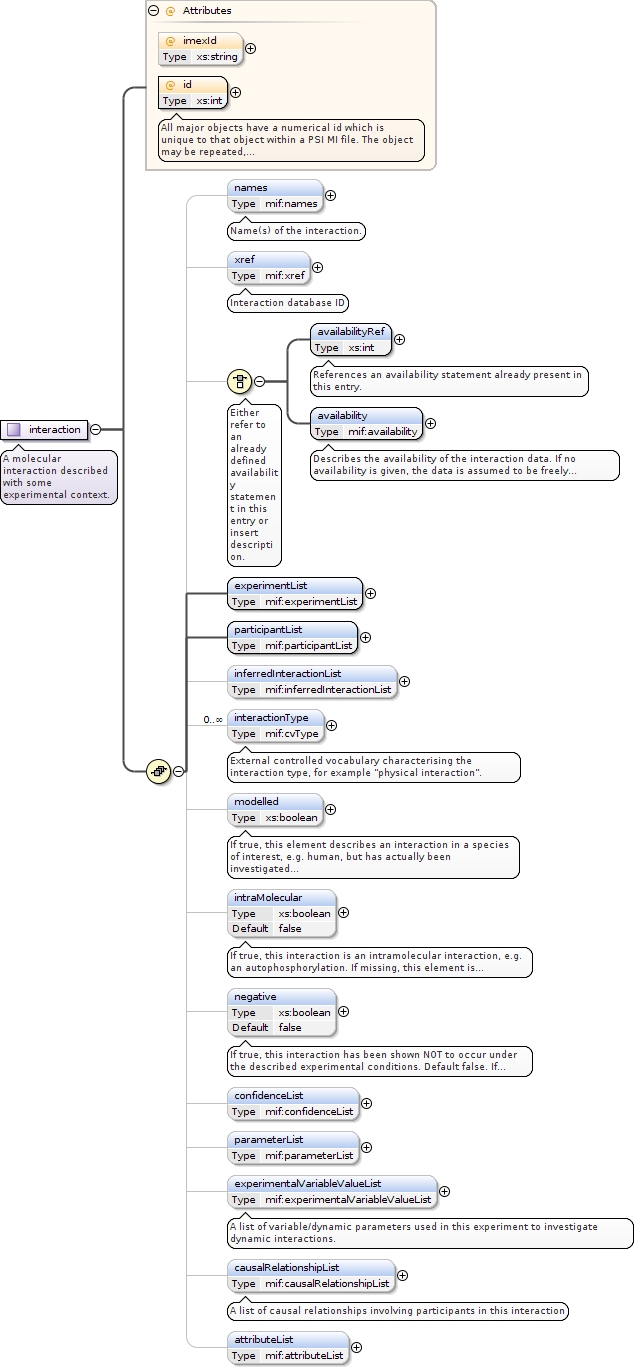 Attributes
imexId
Type xs:string
id
Type xs:int
All major objects have a numerical id which is
unique to that object within a PSI MI file. The object
may be repeated,...
names
Type mif:names
Name(s) of the interaction.
xref
Type mif:xref
Interaction database ID
availabilityRef
Type xs:int
References an availability statement already present in
this entry.
availability
Type mif:availability
Describes the availability of the interaction data. If no
availability is given, the data is assumed to be freely...
Either
refer to
an
already
defined
availabilit
y
statemen
t in this
entry or
insert
descripti
on.
interaction
A molecular
interaction described
with some
experimental context.
experimentList
Type mif:experimentList
participantList
Type mif:participantList
inferredInteractionList
Type mif:inferredInteractionList
0..∞
interactionType
Type mif:cvType
External controlled vocabulary characterising the
interaction type, for example "physical interaction".
modelled
Type xs:boolean
If true, this element describes an interaction in a species
of interest, e.g. human, but has actually been
investigated...
intraMolecular
Type xs:boolean
Default false
If true, this interaction is an intramolecular interaction, e.g.
an autophosphorylation. If missing, this element is...
negative
Type xs:boolean
Default false
If true, this interaction has been shown NOT to occur under
the described experimental conditions. Default false. If...
confidenceList
Type mif:confidenceList
parameterList
Type mif:parameterList
experimentalVariableValueList
Type mif:experimentalVariableValueList
A list of variable/dynamic parameters used in this experiment to investigate
dynamic interactions.
causalRelationshipList
Type mif:causalRelationshipList
A list of causal relationships involving participants in this interaction
attributeList
Type mif:attributeList